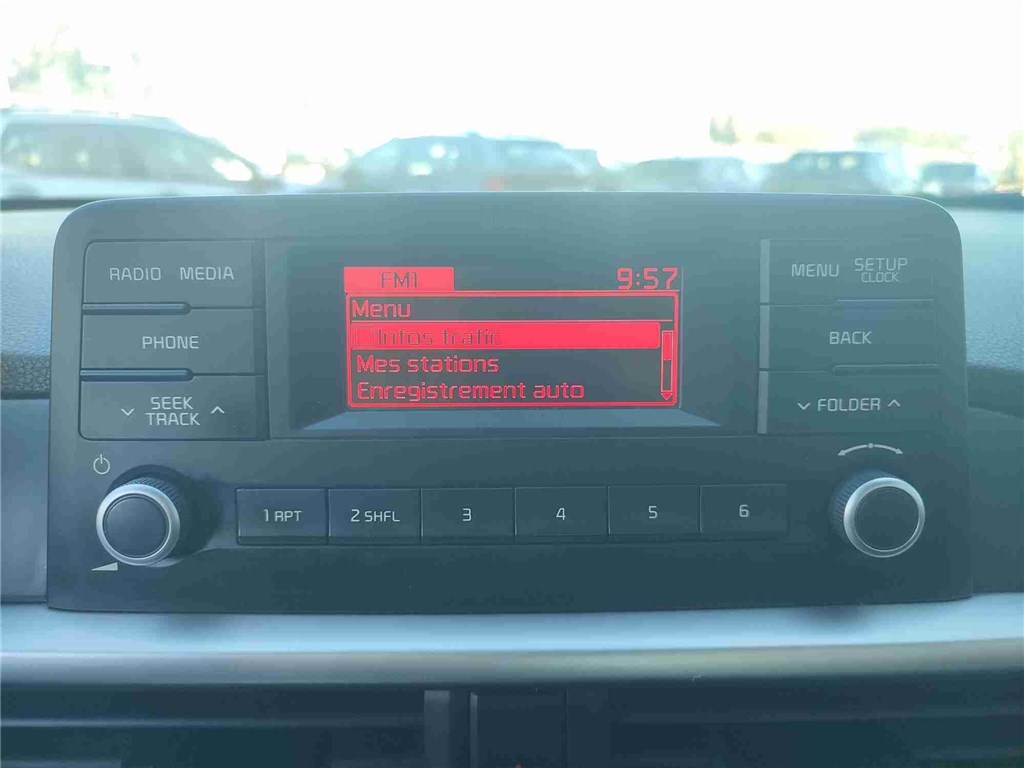 RADIO MEDIA
PHONE
SEEK
TRACK
FM1 9:57
Menu
Infos trafic
Mes stations
Enregistrement auto
MENU SETUP
CLOCK
BACK
FOLDER
1 RPT 2 SHFL 3 4 5 6